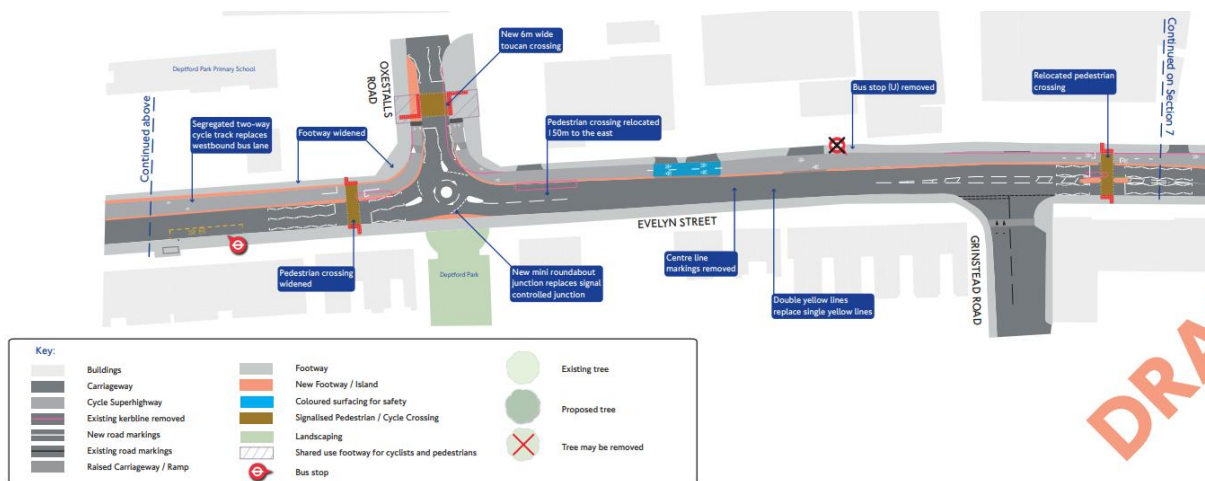 New 6m wide
toucan crossing
OXESTALLS
ROAD
Deptford Park Primary School
Continued above
Segregated two-way
cycle track replaces
westbound bus lane
Footway widened
Pedestrian crossing relocated
150m to the east
Bus stop (U) removed
Relocated pedestrian
crossing
Continued on Section 7
EVELYN STREET
Pedestrian crossing
widened
Deptford Park
New mini roundabout
junction replaces signal
controlled junction
Centre line
markings removed
Double yellow lines
replace single yellow lines
GRINSTEAD ROAD
DRA
Key:
Buildings
Carriageway
Cycle Superhighway
Existing kerbline removed
New road markings
Existing road markings
Raised Carriageway / Ramp
Footway
New Footway / Island
Coloured surfacing for safety
Signalised Pedestrian / Cycle Crossing
Landscaping
Shared use footway for cyclists and pedestrians
Bus stop
Existing tree
Proposed tree
Tree may be removed